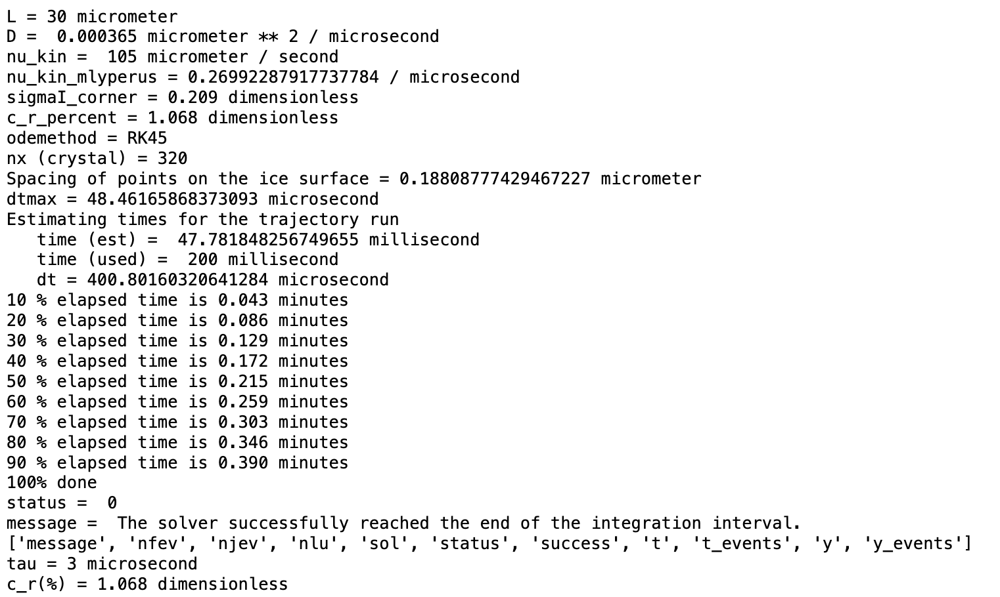 L = 30 micrometer
D =  0.000365 micrometer ** 2 / microsecond
nu_kin =  105 micrometer / second
nu_kin_mlyperus = 0.26992287917737784 / microsecond
sigmaI_corner = 0.209 dimensionless
c_r_percent = 1.068 dimensionless
odemethod = RK45
nx (crystal) = 320
Spacing of points on the ice surface = 0.18808777429467227 micrometer
dtmax = 48.46165868373093 microsecond
Estimating times for the trajectory run
   time (est) =  47.781848256749655 millisecond
   time (used) =  200 millisecond
   dt = 400.80160320641284 microsecond
10 % elapsed time is 0.043 minutes
20 % elapsed time is 0.086 minutes
30 % elapsed time is 0.129 minutes
40 % elapsed time is 0.172 minutes
50 % elapsed time is 0.215 minutes
60 % elapsed time is 0.259 minutes
70 % elapsed time is 0.303 minutes
80 % elapsed time is 0.346 minutes
90 % elapsed time is 0.390 minutes
100% done
status =  0
message =  The solver successfully reached the end of the integration interval.
['message', 'nfev', 'njev', 'nlu', 'sol', 'status', 'success', 't', 't_events', 'y', 'y_events']
tau = 3 microsecond
c_r(%) = 1.068 dimensionless